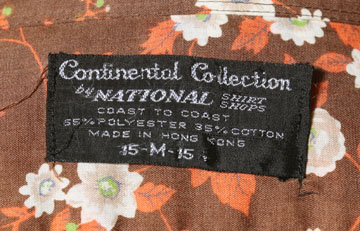 Continental Collection
by NATIONAL SHIRT SHOPS
COAST TO COAST
65% POLYESTER 35% COTTON
MADE IN HONG KONG
15-M-15